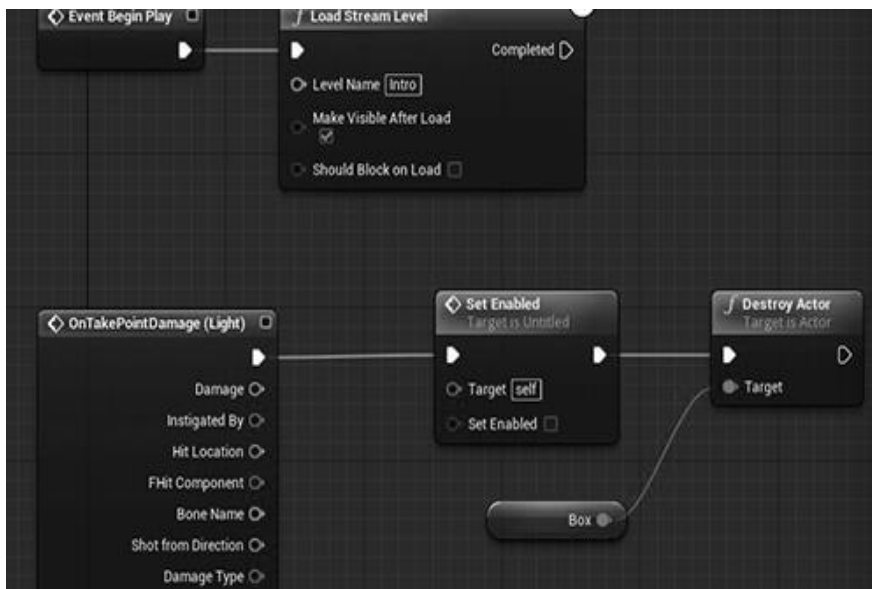 Event Begin Play
Load Stream Level
Completed
Level Name Intro
Make Visible After Load
Should Block on Load
OnTakePointDamage (Light)
Damage
Instigated By
Hit Location
FHit Component
Bone Name
Shot from Direction
Damage Type
Set Enabled
Target is Untitled
Target self
Set Enabled
Box
f Destroy Actor
Target is Actor
Target